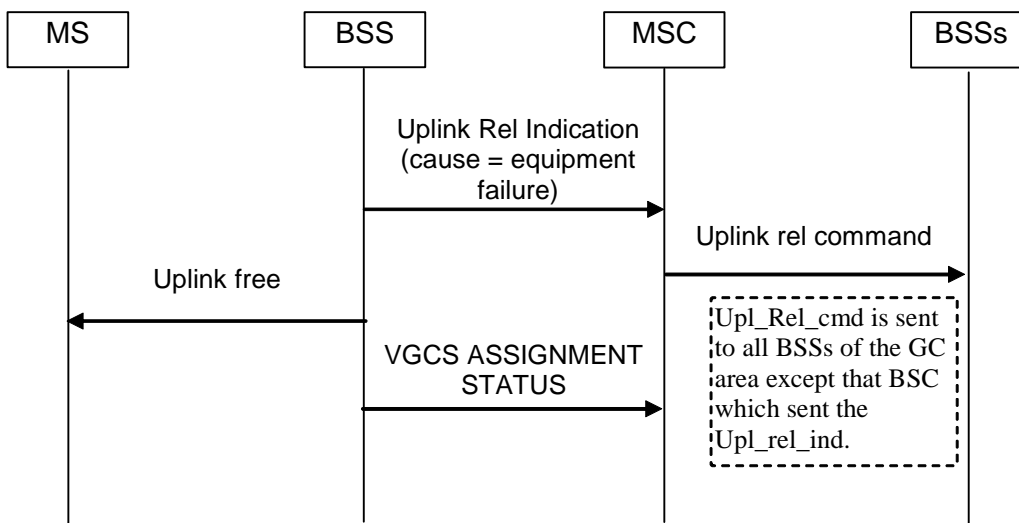 MS
BSS
MSC
BSSs
Uplink Rel Indication
(cause = equipment
failure)
Uplink rel command
Uplink free
Upl_Rel_cmd is sent
to all BSSs of the GC
area except that BSC
which sent the
Upl_rel_ind.
VGCS ASSIGNMENT
STATUS